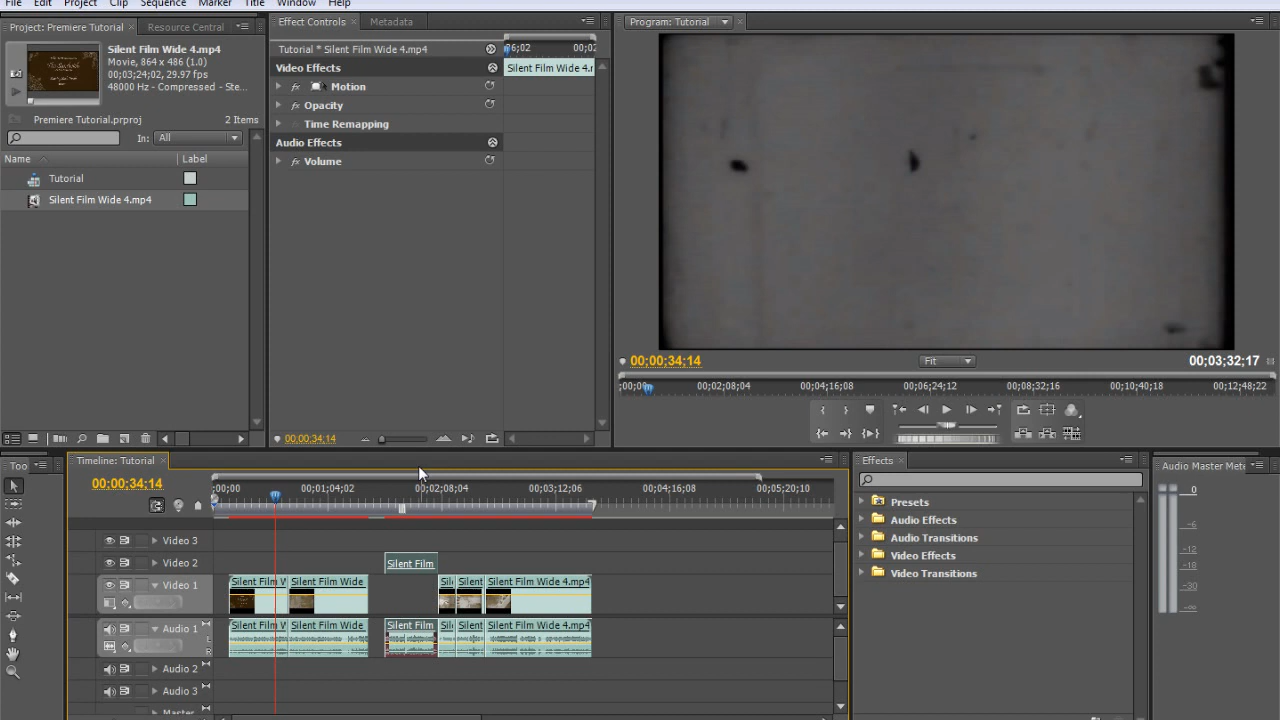 File Edit Project Clip Sequence Marker Title Window Help
Project: Premiere Tutorial Resource Central
Silent Film Wide 4.mp4
Movie, 864 x 486 (1.0)
00;03;24;02, 29.97 fps
48000 Hz - Compressed - Ste...
Premiere Tutorial.prproj 2 Items
In: All
Name Label
Tutorial
Silent Film Wide 4.mp4
Effect Controls Metadata
Tutorial * Silent Film Wide 4.mp4
Video Effects
fx Motion
fx Opacity
Time Remapping
Audio Effects
fx Volume
00;00;34;14
6;02 00;02
Silent Film Wide 4.m
Program: Tutorial
00;00;34;14 Fit 00;03;32;17
;00;00 00;02;08;04 00;04;16;08 00;06;24;12 00;08;32;16 00;10;40;18 00;12;48;22
Too
Timeline: Tutorial
00;00;34;14
;00;00 00;01;04;02 00;02;08;04 00;03;12;06 00;04;16;08 00;05;20;10
Video 3
Video 2 Silent Film
Video 1 Silent Film W Silent Film Wide Sil Silent Silent Film Wide 4.mp4
Audio 1 Silent Film W Silent Film Wide Silent Film Sil Silent Silent Film Wide 4.mp4
L
R
Audio 2
Audio 3
Master
Effects
Presets
Audio Effects
Audio Transitions
Video Effects
Video Transitions
Audio Master Mete
0
-6
-12
-18
-30
-∞